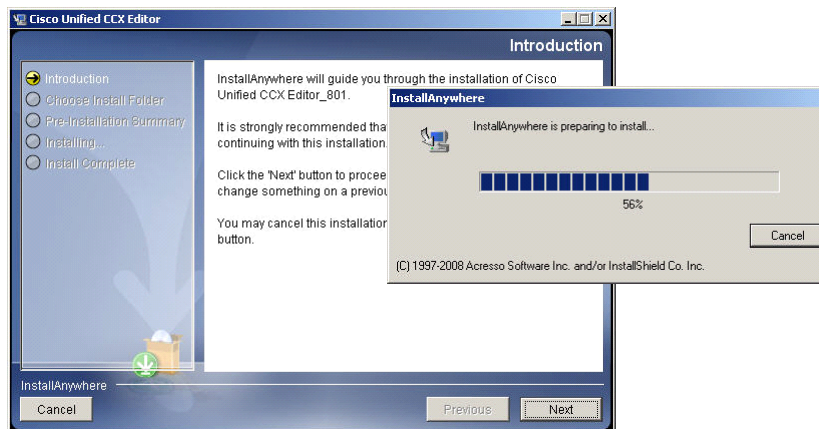 Cisco Unified CCX Editor
Introduction
Introduction
Choose Install Folder
Pre-Installation Summary
Installing...
Install Complete
InstallAnywhere will guide you through the installation of Cisco
Unified CCX Editor_801.
It is strongly recommended tha
continuing with this installation
Click the 'Next' button to procee
change something on a previou
You may cancel this installation
button.
InstallAnywhere
Cancel
Previous
Next
InstallAnywhere
InstallAnywhere is preparing to install...
56%
Cancel
(C) 1997-2008 Acresso Software Inc. and/or InstallShield Co. Inc.